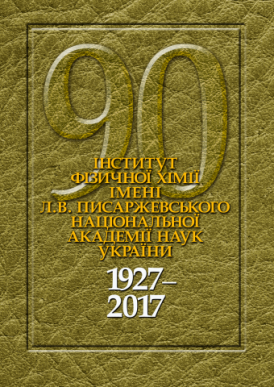 90
ІНСТИТУТ
ФІЗИЧНОЇ ХІМІЇ
ІМЕНІ
Л.В. ПИСАРЖЕВСЬКОГО
НАЦІОНАЛЬНОЇ
АКАДЕМІЇ НАУК
УКРАЇНИ
1927–
2017